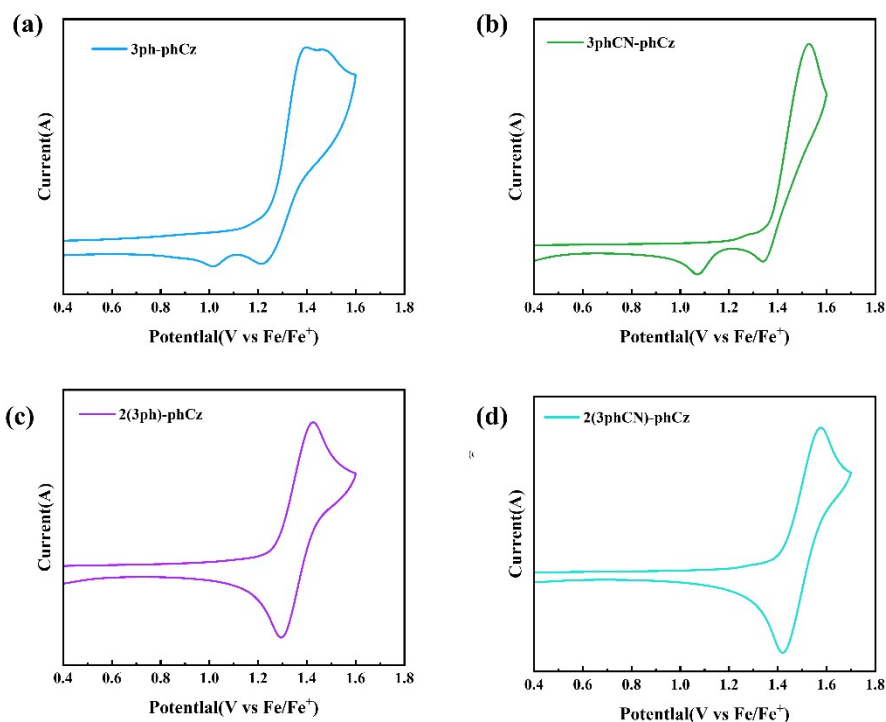 (a)
3ph-phCz
Current(A)
0.4 0.6 0.8 1.0 1.2 1.4 1.6 1.8
Potentlal(V vs Fe/Fe⁺)
(b)
3phCN-phCz
Current(A)
0.4 0.6 0.8 1.0 1.2 1.4 1.6 1.8
Potentlal(V vs Fe/Fe⁺)
(c)
2(3ph)-phCz
Current(A)
0.4 0.6 0.8 1.0 1.2 1.4 1.6 1.8
Potentlal(V vs Fe/Fe⁺)
(d)
2(3phCN)-phCz
Current(A)
0.4 0.6 0.8 1.0 1.2 1.4 1.6 1.8
Potentlal(V vs Fe/Fe⁺)